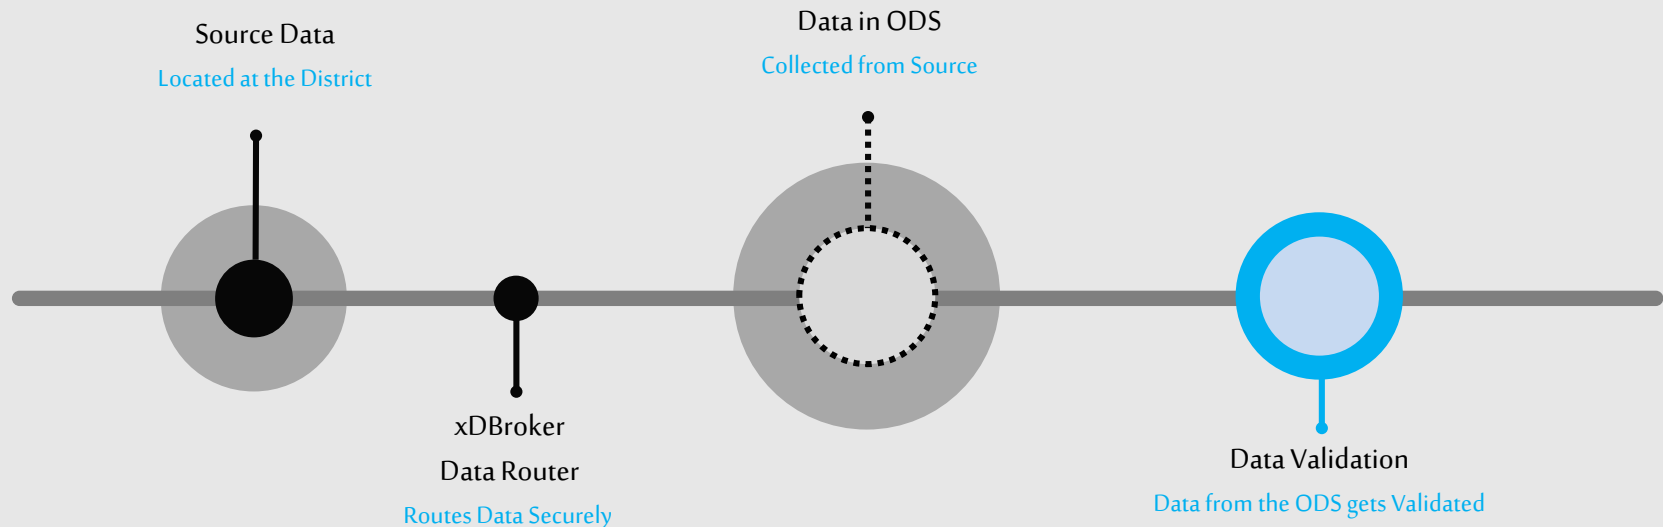 Source Data
Located at the District
xDBroker
Data Router
Routes Data Securely
Data in ODS
Collected from Source
Data Validation
Data from the ODS gets Validated